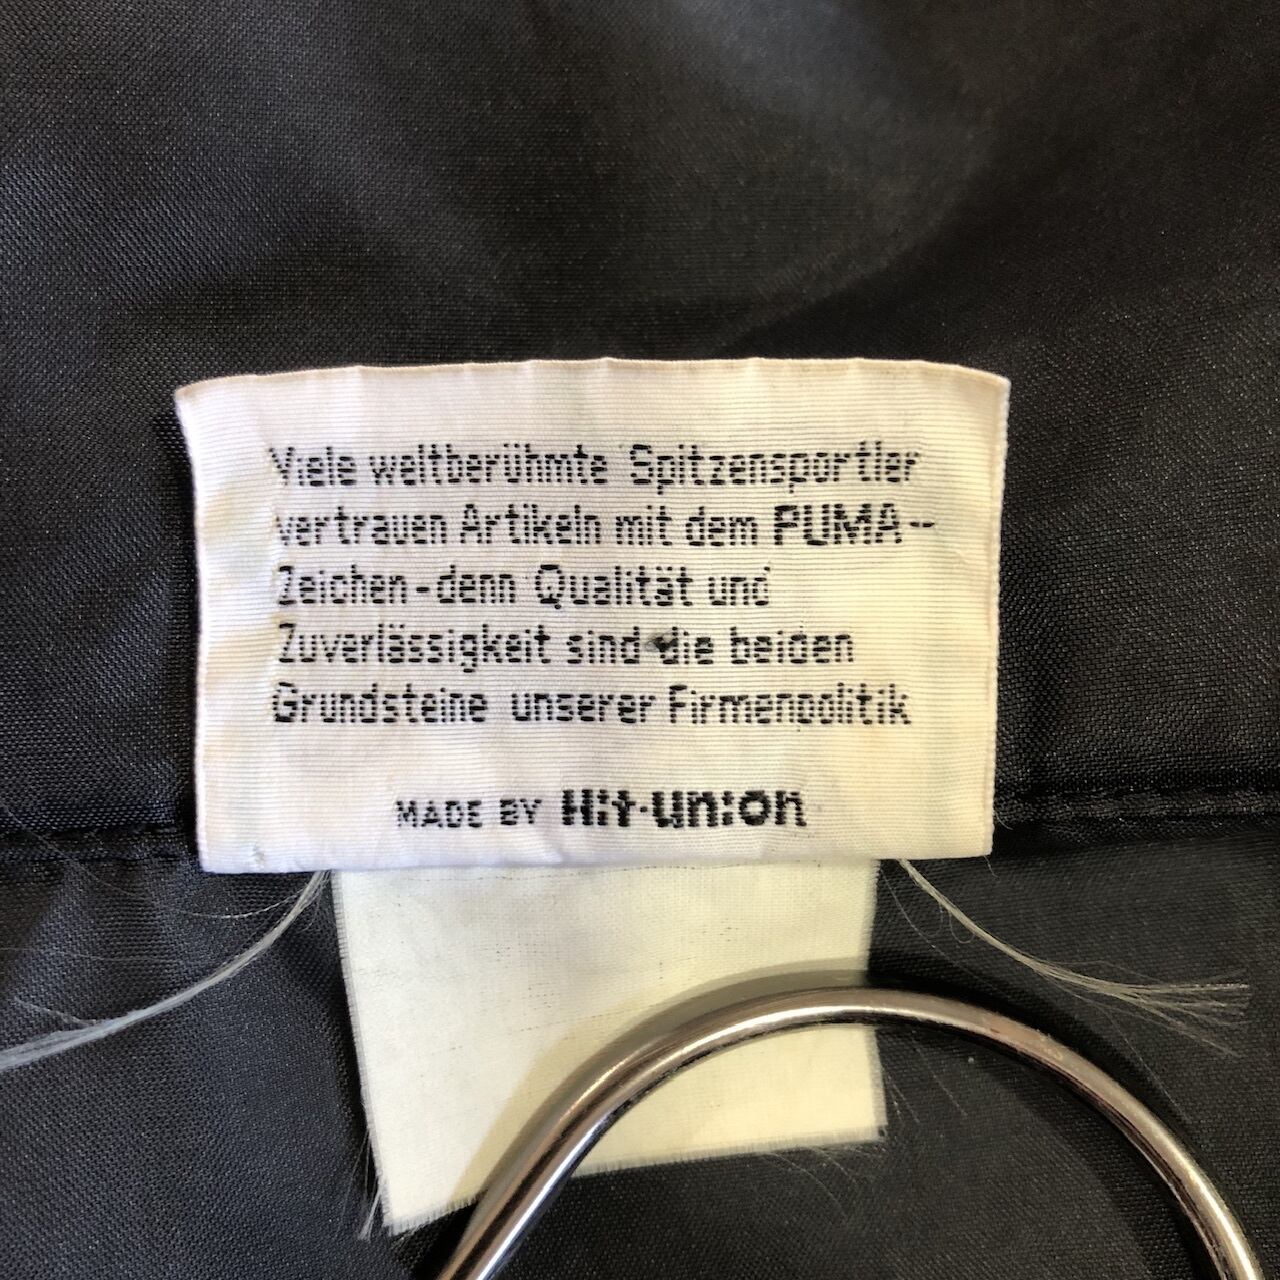 Viele weltberühmte Spitzensportler
vertrauen Artikeln mit dem PUMA-
Zeichen-denn Qualität und
Zuverlässigkeit sind die beiden
Grundsteine unserer Firmenpolitik
MADE BY Hit-union